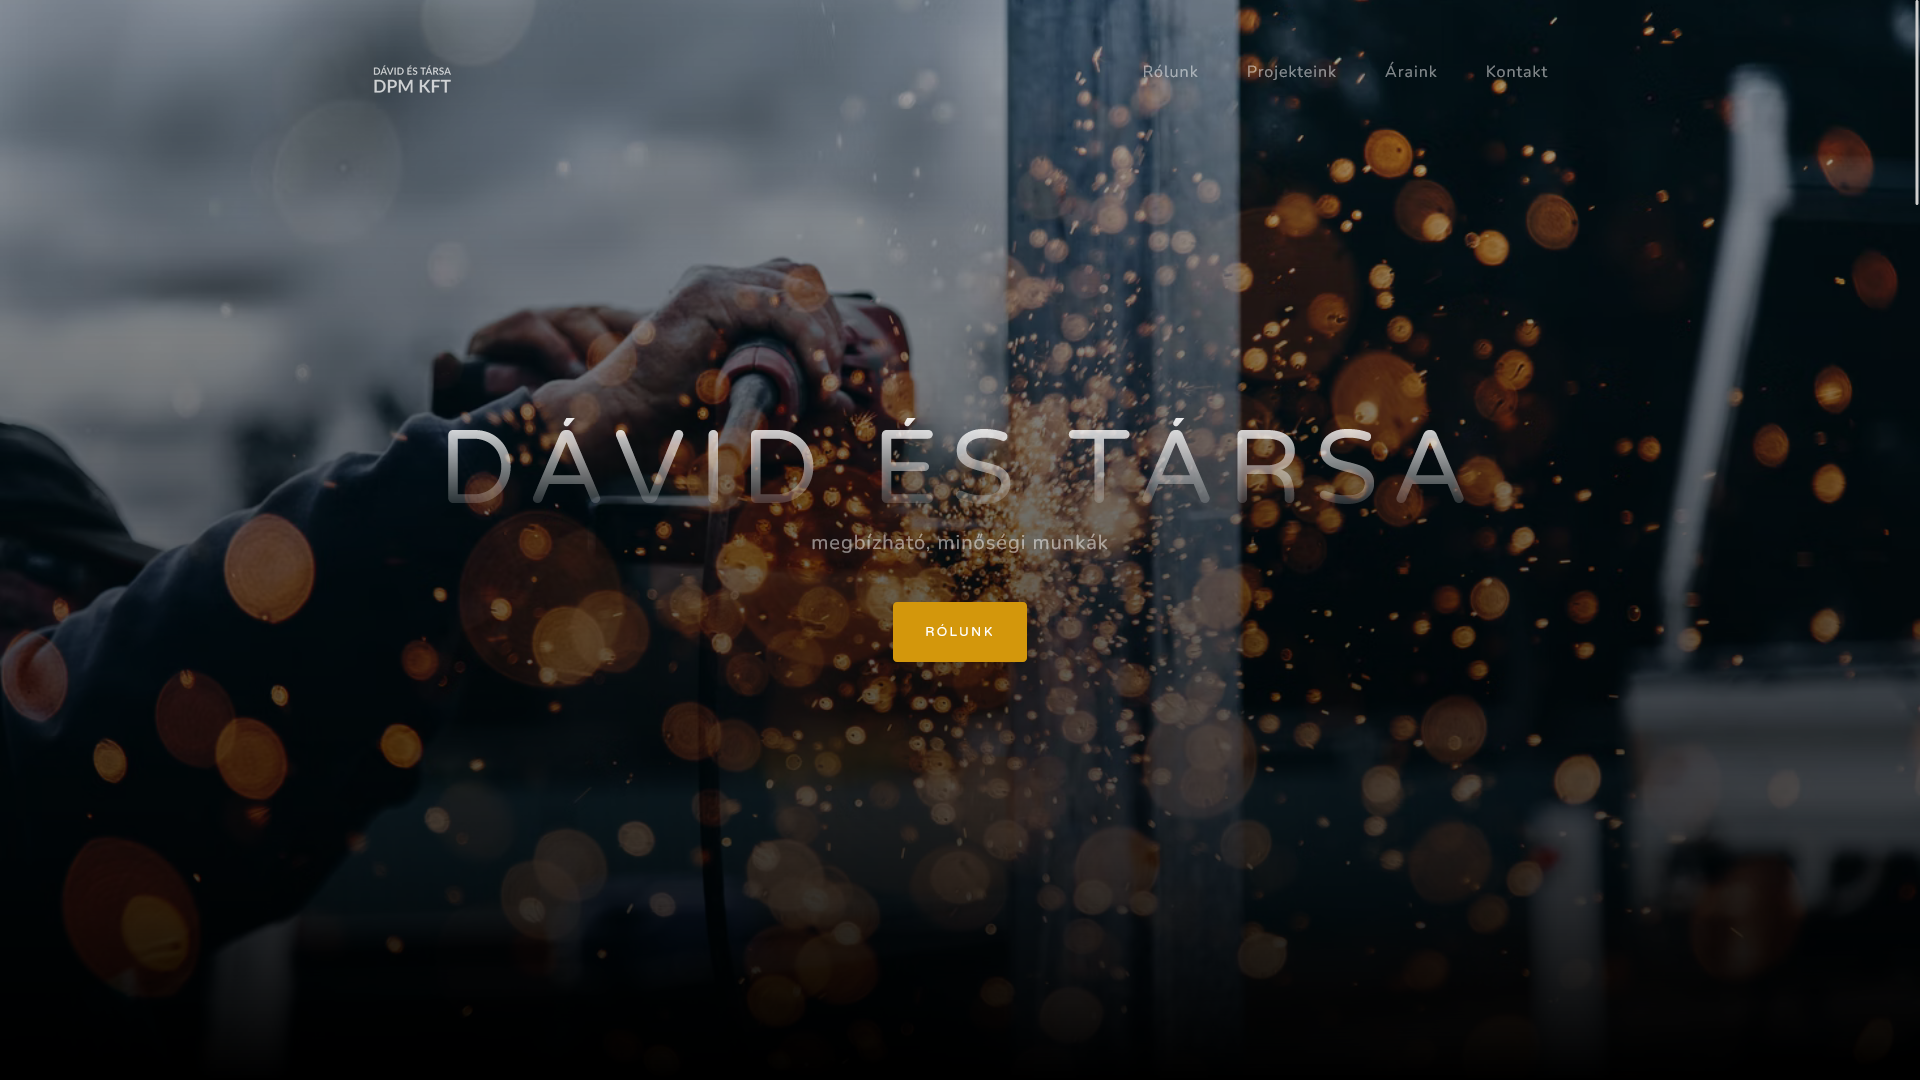 DÁVID ÉS TÁRSA
DPM KFT
Rólunk
Projekteink
Áraink
Kontakt
DÁVID ÉS TÁRSA
megbízható, minőségi munkák
RÓLUNK